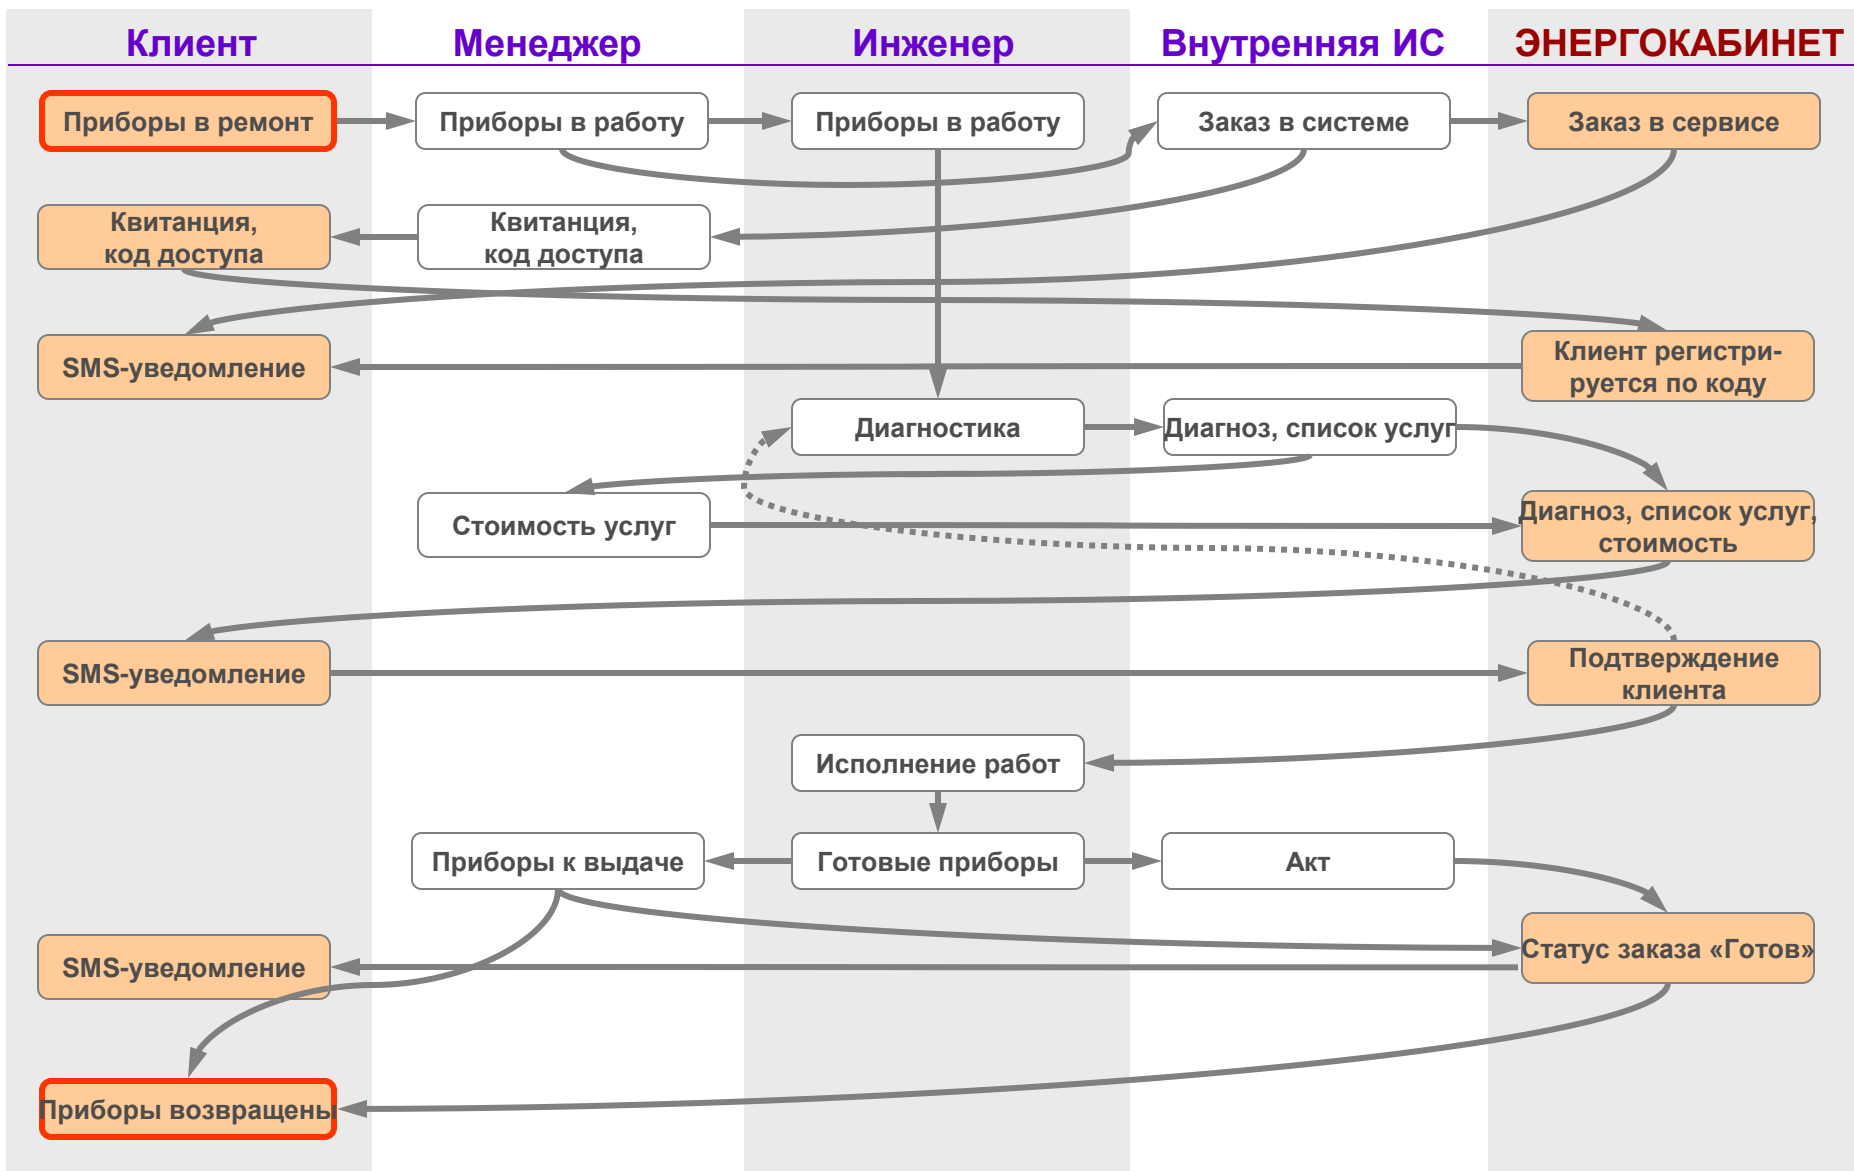 Клиент
Менеджер
Инженер
Внутренняя ИС
ЭНЕРГОКАБИНЕТ
Приборы в ремонт
Приборы в работу
Приборы в работу
Заказ в системе
Заказ в сервисе
Квитанция,
код доступа
Квитанция,
код доступа
SMS-уведомление
Клиент регистри-
руется по коду
Диагностика
Диагноз, список услуг
Стоимость услуг
Диагноз, список услуг,
стоимость
SMS-уведомление
Подтверждение
клиента
Исполнение работ
Приборы к выдаче
Готовые приборы
Акт
SMS-уведомление
Статус заказа «Готов»
Приборы возвращены